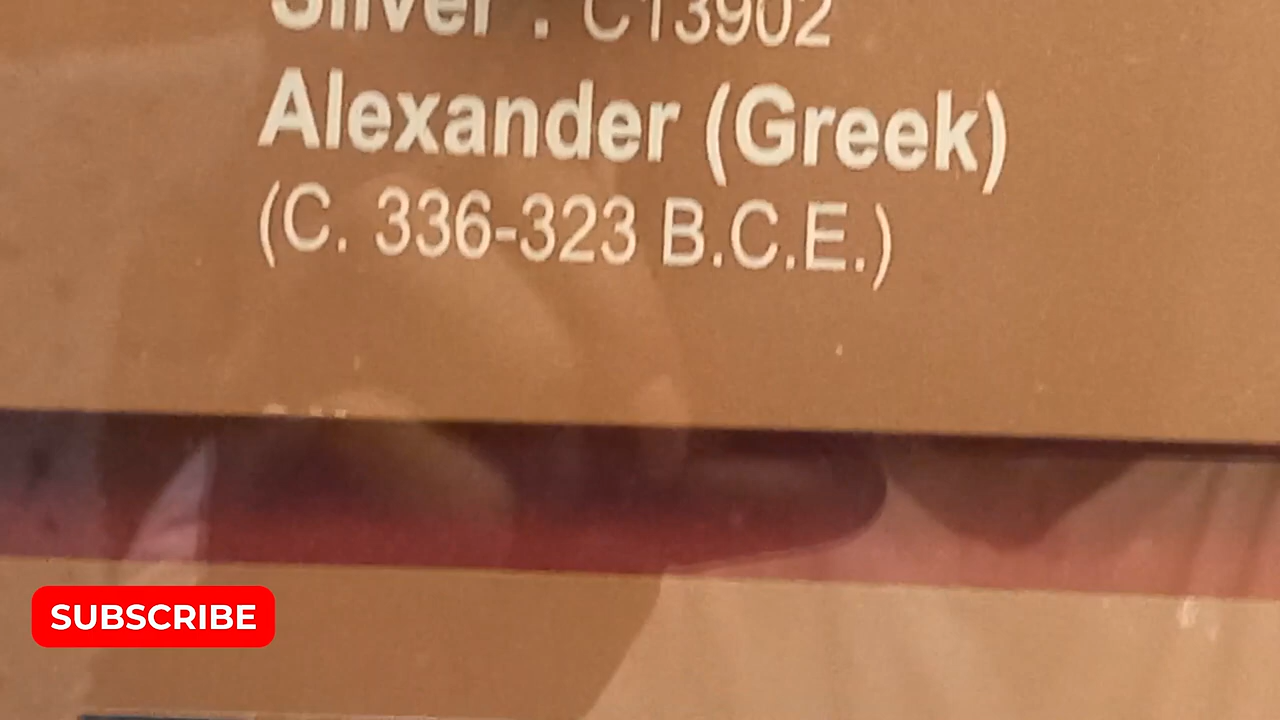 Silver . C13902
Alexander (Greek)
(C. 336-323 B.C.E.)
SUBSCRIBE